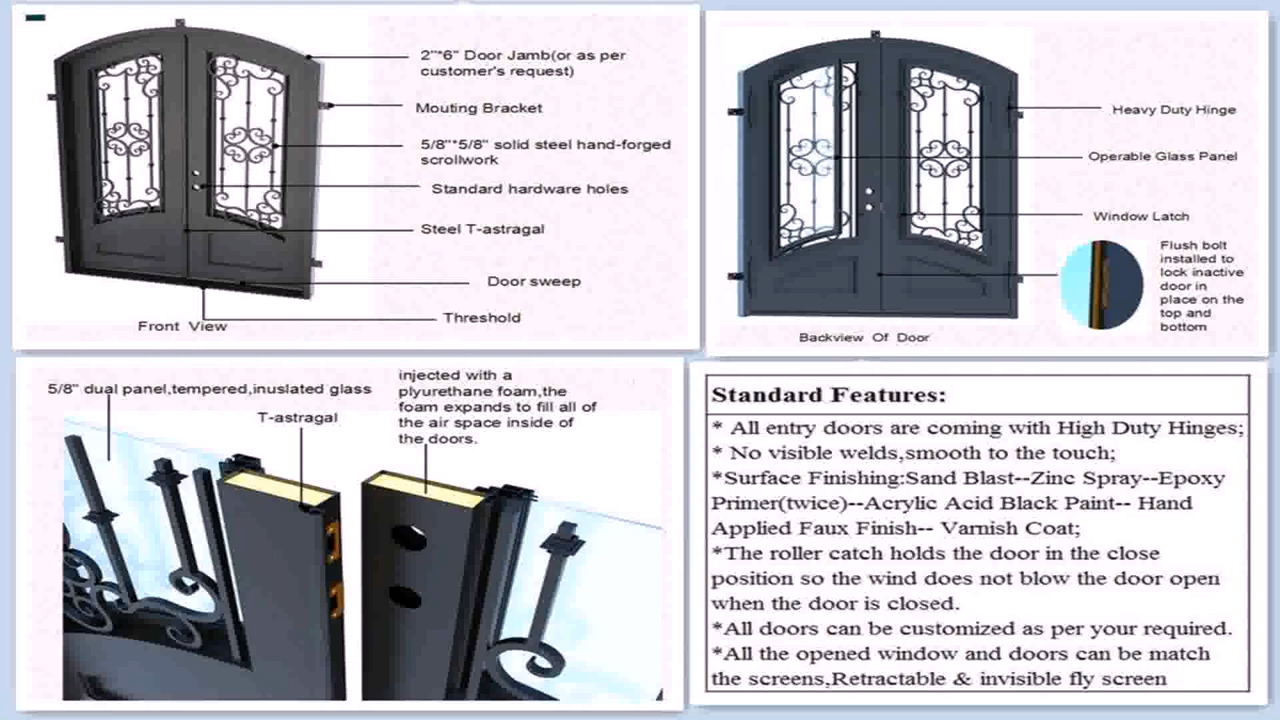 2"*6" Door Jamb(or as per
customer's request)
Mouting Bracket
5/8"*5/8" solid steel hand-forged
scrollwork
Standard hardware holes
Steel T-astragal
Door sweep
Threshold
Front View
Heavy Duty Hinge
Operable Glass Panel
Window Latch
Flush bolt
installed to
lock inactive
door in
place on the
top and
bottom
Backview Of Door
5/8" dual panel,tempered,inuslated glass
T-astragal
injected with a
plyurethane foam,the
foam expands to fill all of
the air space inside of
the doors.
Standard Features:
* All entry doors are coming with High Duty Hinges;
* No visible welds,smooth to the touch;
*Surface Finishing:Sand Blast--Zinc Spray--Epoxy
Primer(twice)--Acrylic Acid Black Paint-- Hand
Applied Faux Finish-- Varnish Coat;
*The roller catch holds the door in the close
position so the wind does not blow the door open
when the door is closed.
*All doors can be customized as per your required.
*All the opened window and doors can be match
the screens,Retractable & invisible fly screen